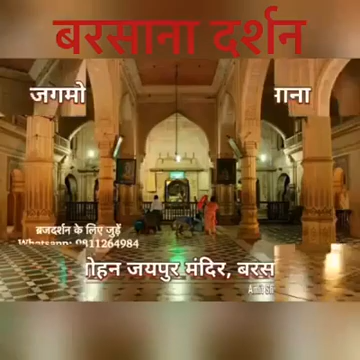 बरसाना दर्शन
जगमो
ाना
ब्रजदर्शन के लिए जुड़ें
Whatsapp: 9811264984
ोहन जयपुर मंदिर, बरस